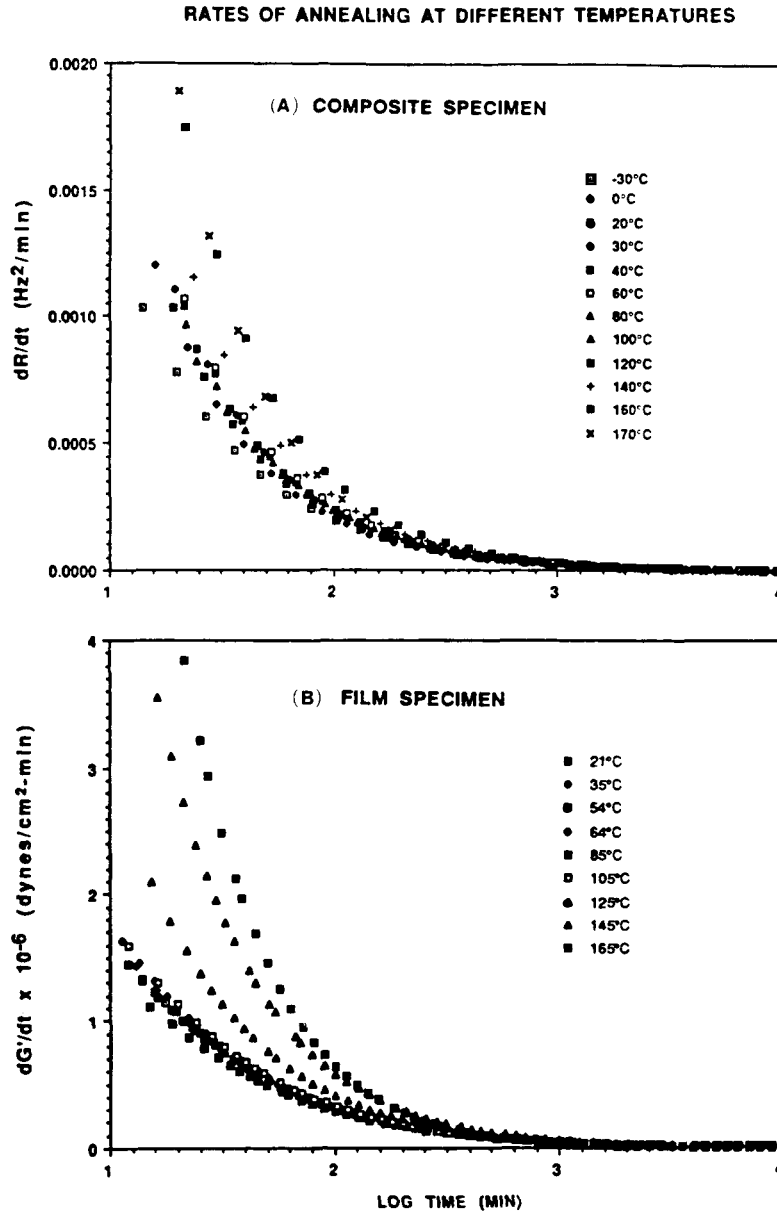 RATES OF ANNEALING AT DIFFERENT TEMPERATURES
0.0020
(A) COMPOSITE SPECIMEN
-30°C
0°C
0.0015
20°C
30°C
40°C
60°C
0.0010
80°C
100°C
120°C
140°C
0.0005
160°C
170°C
0.0000
1
2
3
4
dR/dt (Hz²/min)
4
(B) FILM SPECIMEN
21°C
35°C
3
54°C
64°C
85°C
105°C
2
125°C
145°C
165°C
1
0
1
2
3
4
dG'/dt x 10⁻⁶ (dynes/cm²-min)
LOG TIME (MIN)